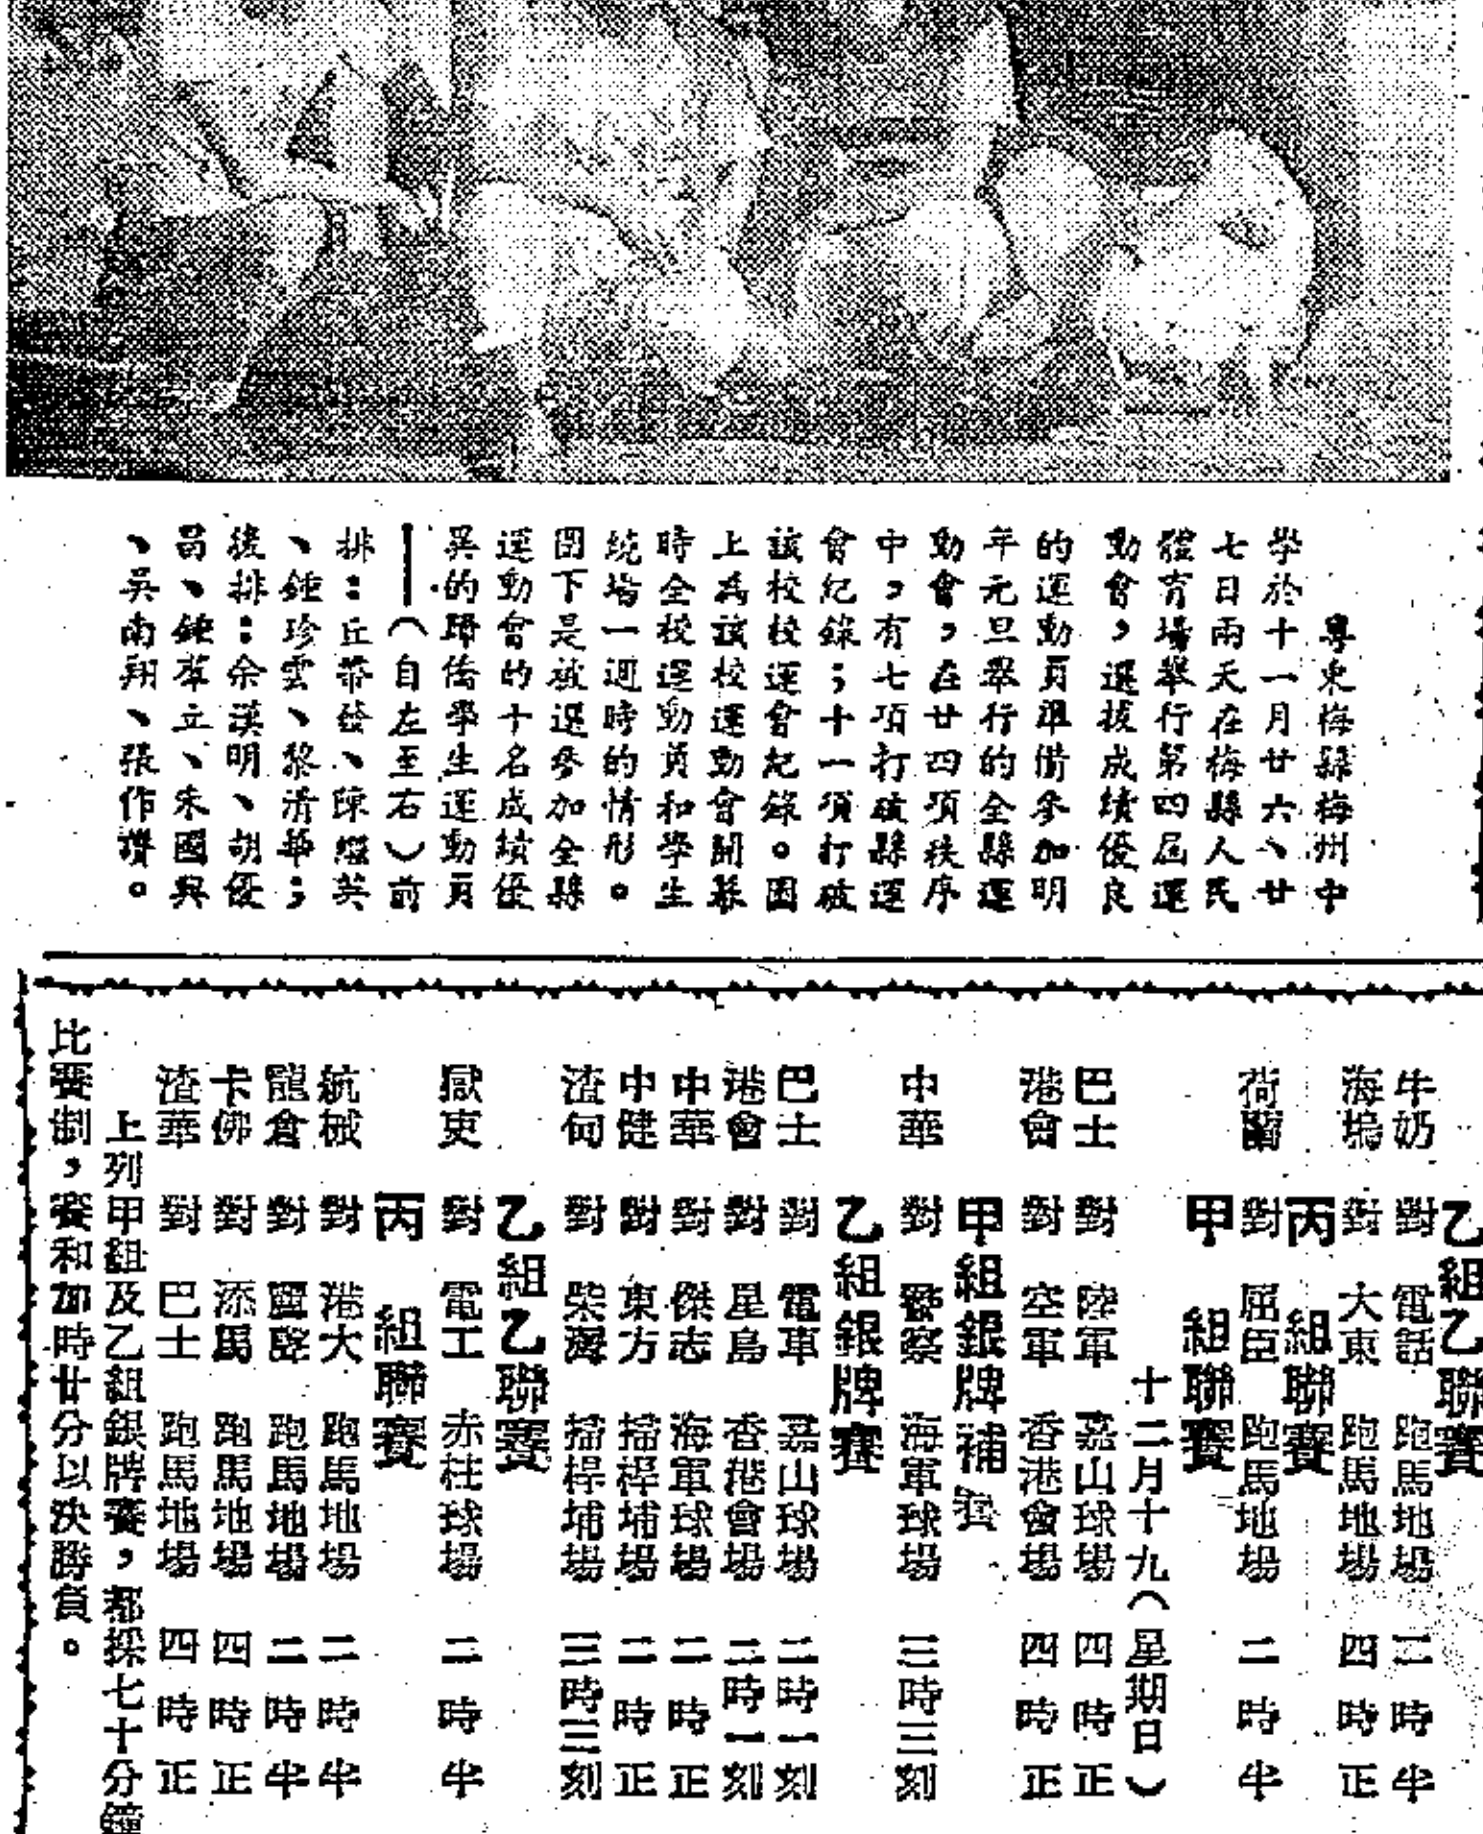 粵東梅縣梅州中
學於十一月廿六、廿
七日兩天在梅縣人民
體育場舉行第四屆運
動會，選拔成績優良
的運動員準備參加明
年元旦舉行的全縣運
動會，在廿四項秩序
中，有七項打破縣運
會紀錄；十一項打破
該校校運會紀錄。圖
上為該校運動會開幕
時全校運動員和學生
繞場一週時的情形。
圖下是被選參加全縣
運動會的十名成績優
異的歸僑學生運動員
——（自左至右）前
排：丘恭發、陳繼英
、鍾珍雲、黎清華；
後排：余漢明、胡優
昌、鍾摩立、朱國興
、吳南翔、張作讚。
乙組乙聯賽
牛奶 對 電話 跑馬地場 二時半
海塢 對 大東 跑馬地場 四時正
丙組聯賽
荷蘭 對 屈臣 跑馬地場 二時半
甲組聯賽
十二月十九（星期日）
巴士 對 陸軍 嘉山球場 四時正
港會 對 空軍 香港會場 四時正
甲組銀牌補賽
中華 對 警察 海軍球場 三時三刻
乙組銀牌賽
巴士 對 電車 嘉山球場 二時一刻
港會 對 星島 香港會場 二時一刻
中華 對 傑志 海軍球場 二時正
中健 對 東方 掃桿埔場 二時正
渣甸 對 柴灣 掃桿埔場 三時三刻
乙組乙聯賽
獄吏 對 電工 赤柱球場 二時半
丙組聯賽
航械 對 港大 跑馬地場 二時半
龍倉 對 跑馬地場 二時半
卡佛 對 添馬 跑馬地場 四時正
渣華 對 巴士 跑馬地場 四時正
上列甲組及乙組銀牌賽，都採七十分鐘
比賽制，賽和加時廿分以決勝負。